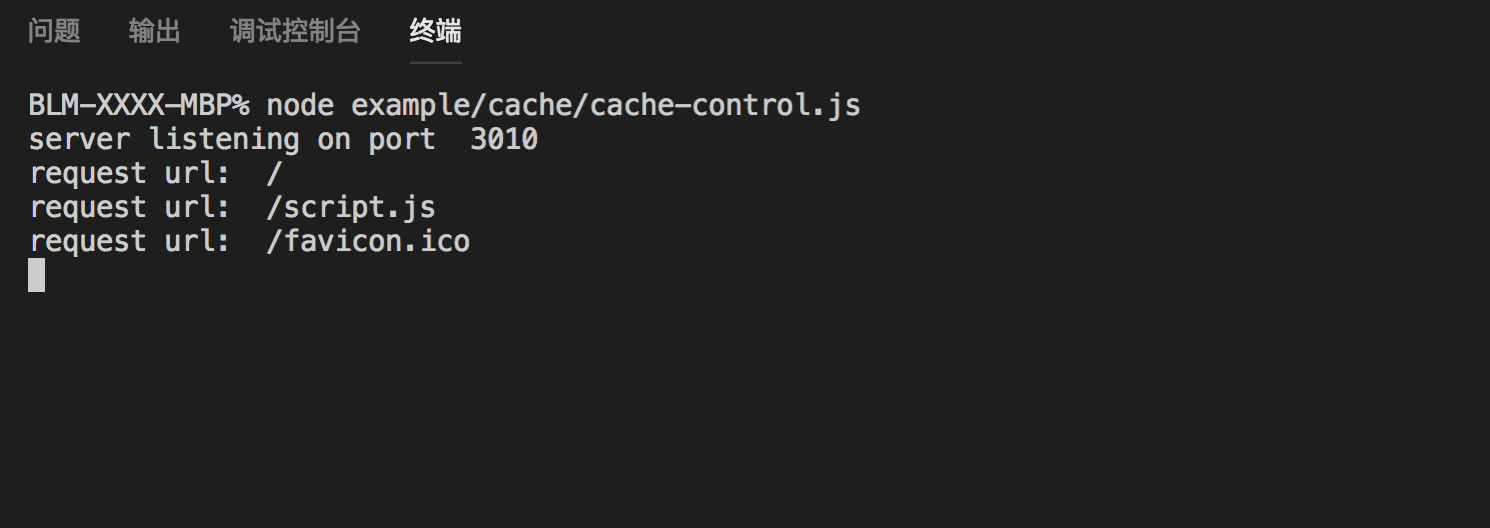 问题 输出 调试控制台 终端
BLM-XXXX-MBP% node example/cache/cache-control.js
server listening on port  3010
request url:  /
request url:  /script.js
request url:  /favicon.ico